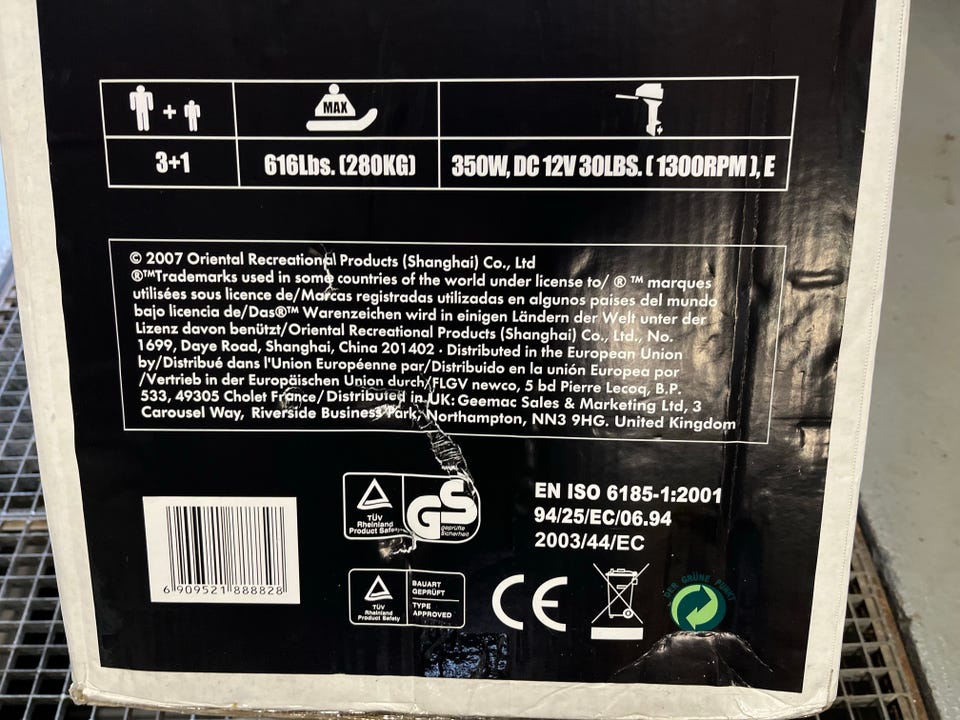 MAX
3+1 616Lbs. (280KG) 350W, DC 12V 30LBS. ( 1300RPM ), E
© 2007 Oriental Recreational Products (Shanghai) Co., Ltd
®™Trademarks used in some countries of the world under license to/ ® ™ marques
utilisées sous licence de/Marcas registradas utilizadas en algunos paises del mundo
bajo licencia de/Das®™ Warenzeichen wird in einigen Ländern der Welt unter der
Lizenz davon benützt/Oriental Recreational Products (Shanghai) Co., Ltd., No.
1699, Daye Road, Shanghai, China 201402 · Distributed in the European Union
by/Distribué dans l'Union Européenne par/Distribuido en la unión Europea por
/Vertrieb in der Europäischen Union durch/FLGV newco, 5 bd Pierre Lecoq, B.P.
533, 49305 Cholet France/Distributed in UK: Geemac Sales & Marketing Ltd, 3
Carousel Way, Riverside Business Park, Northampton, NN3 9HG. United Kingdom
TÜV
Rheinland
Product Safety
GS
geprüfte
Sicherheit
EN ISO 6185-1:2001
94/25/EC/06.94
2003/44/EC
6 909521 888828
TÜV
Rheinland
Product Safety
BAUART
GEPRÜFT
TYPE
APPROVED
CE
DER GRÜNE PUNKT